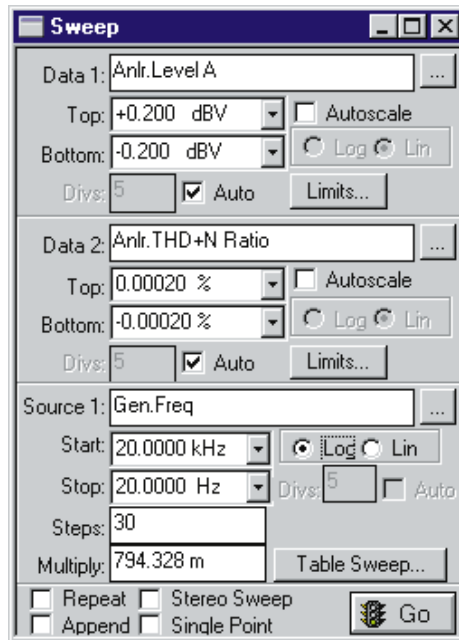 Sweep
Data 1: Anlr.Level A ...
Top: +0.200 dBV Autoscale
Bottom: -0.200 dBV Log Lin
Divs: 5 Auto Limits...
Data 2: Anlr.THD+N Ratio ...
Top: 0.00020 % Autoscale
Bottom: -0.00020 % Log Lin
Divs: 5 Auto Limits...
Source 1: Gen.Freq ...
Start: 20.0000 kHz Log Lin
Stop: 20.0000 Hz Divs: 5 Auto
Steps: 30
Multiply: 794.328 m Table Sweep...
Repeat Stereo Sweep
Append Single Point Go